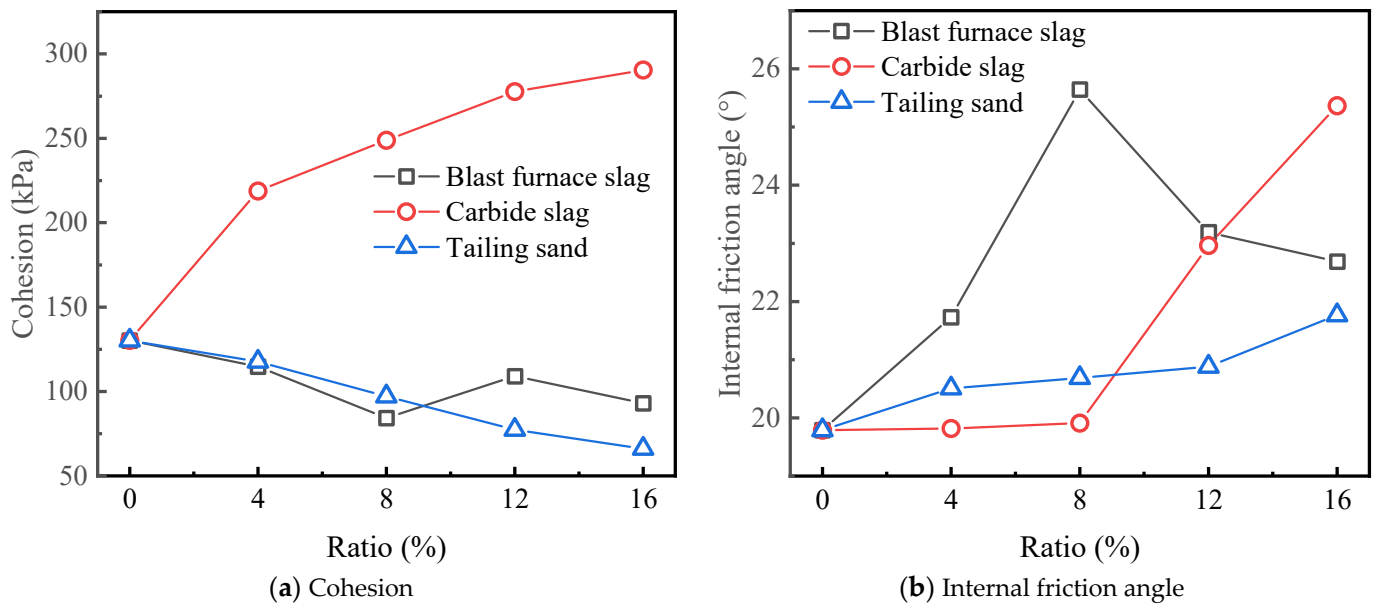 300
250
200
150
100
50
Cohesion (kPa)
Blast furnace slag
Carbide slag
Tailing sand
0 4 8 12 16
Ratio (%)
(a) Cohesion
Blast furnace slag
Carbide slag
Tailing sand
26
24
22
20
Internal friction angle (°)
0 4 8 12 16
Ratio (%)
(b) Internal friction angle